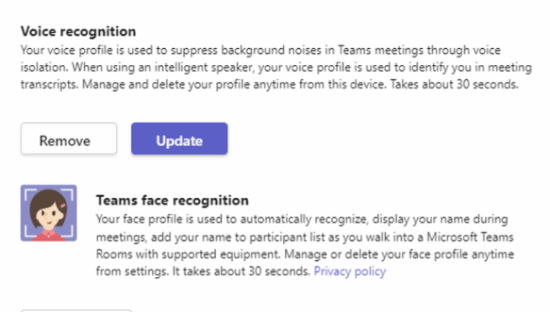 Voice recognition
Your voice profile is used to suppress background noises in Teams meetings through voice
isolation. When using an intelligent speaker, your voice profile is used to identify you in meeting
transcripts. Manage and delete your profile anytime from this device. Takes about 30 seconds.
Remove
Update
Teams face recognition
Your face profile is used to automatically recognize, display your name during
meetings, add your name to participant list as you walk into a Microsoft Teams
Rooms with supported equipment. Manage or delete your face profile anytime
from settings. It takes about 30 seconds. Privacy policy